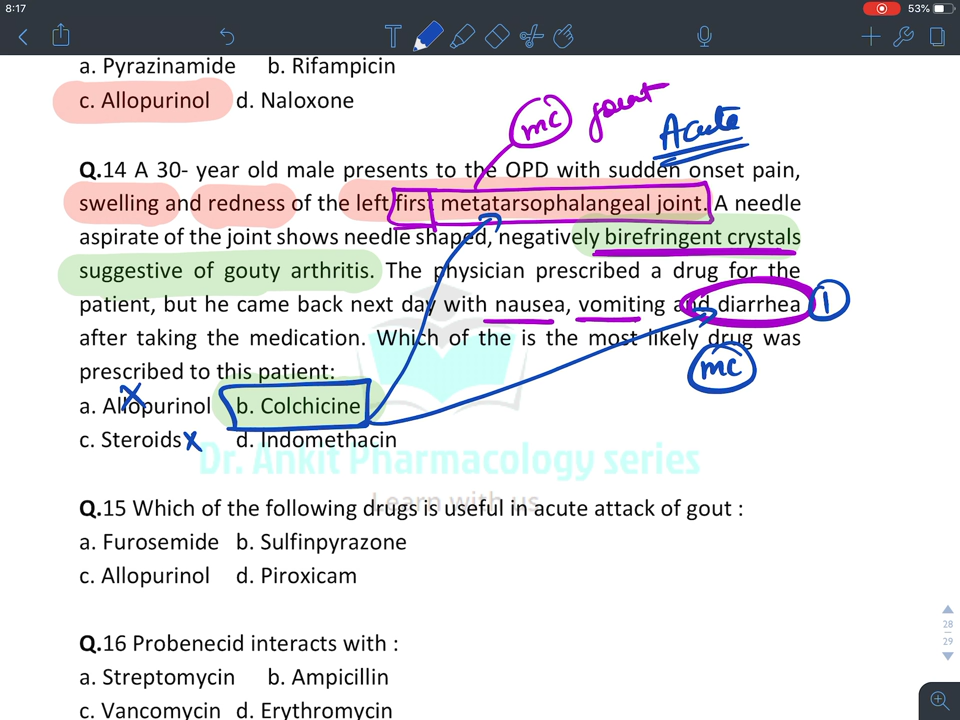 8:17
53%
T
a. Pyrazinamide b. Rifampicin
c. Allopurinol d. Naloxone
mc joint
Acute
Q.14 A 30- year old male presents to the OPD with sudden onset pain,
swelling and redness of the left first metatarsophalangeal joint. A needle
aspirate of the joint shows needle shaped, negatively birefringent crystals
suggestive of gouty arthritis. The physician prescribed a drug for the
patient, but he came back next day with nausea, vomiting and diarrhea 1
after taking the medication. Which of the is the most likely drug was
prescribed to this patient:
mc
a. Allopurinol b. Colchicine
c. Steroids x d. Indomethacin
Dr. Ankit Pharmacology series
Learn with us
Q.15 Which of the following drugs is useful in acute attack of gout :
a. Furosemide b. Sulfinpyrazone
c. Allopurinol d. Piroxicam
28
29
Q.16 Probenecid interacts with :
a. Streptomycin b. Ampicillin
c. Vancomycin d. Erythromycin